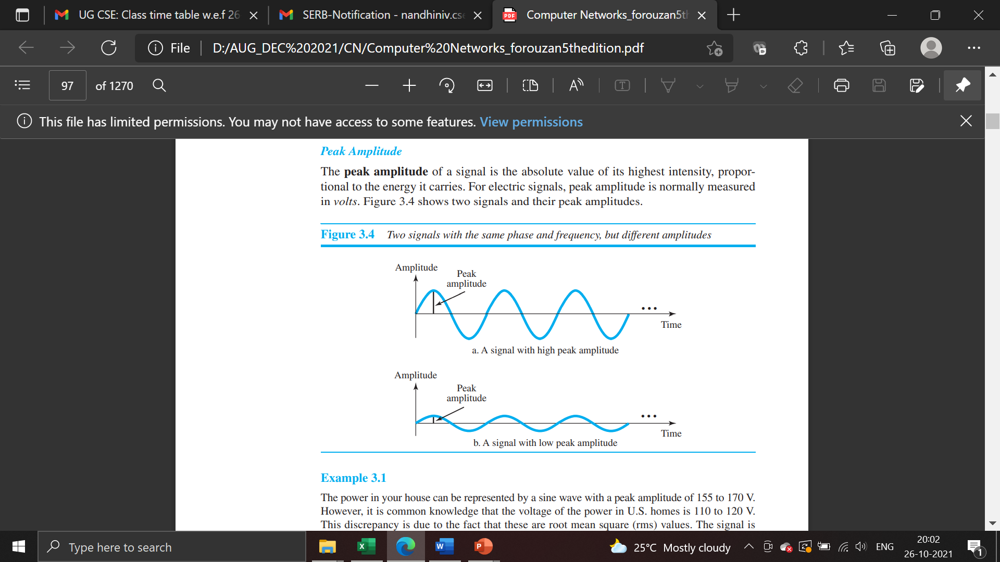 UG CSE: Class time table w.e.f 26
SERB-Notification - nandhiniv.cse
Computer Networks_forouzan5th
File
D:/AUG_DEC%202021/CN/Computer%20Networks_forouzan5thedition.pdf
97 of 1270
This file has limited permissions. You may not have access to some features. View permissions
Peak Amplitude
The peak amplitude of a signal is the absolute value of its highest intensity, propor-
tional to the energy it carries. For electric signals, peak amplitude is normally measured
in volts. Figure 3.4 shows two signals and their peak amplitudes.
Figure 3.4 Two signals with the same phase and frequency, but different amplitudes
Amplitude
Peak
amplitude
Time
a. A signal with high peak amplitude
Amplitude
Peak
amplitude
Time
b. A signal with low peak amplitude
Example 3.1
The power in your house can be represented by a sine wave with a peak amplitude of 155 to 170 V.
However, it is common knowledge that the voltage of the power in U.S. homes is 110 to 120 V.
This discrepancy is due to the fact that these are root mean square (rms) values. The signal is
Type here to search
25°C Mostly cloudy
ENG
20:02
26-10-2021
1